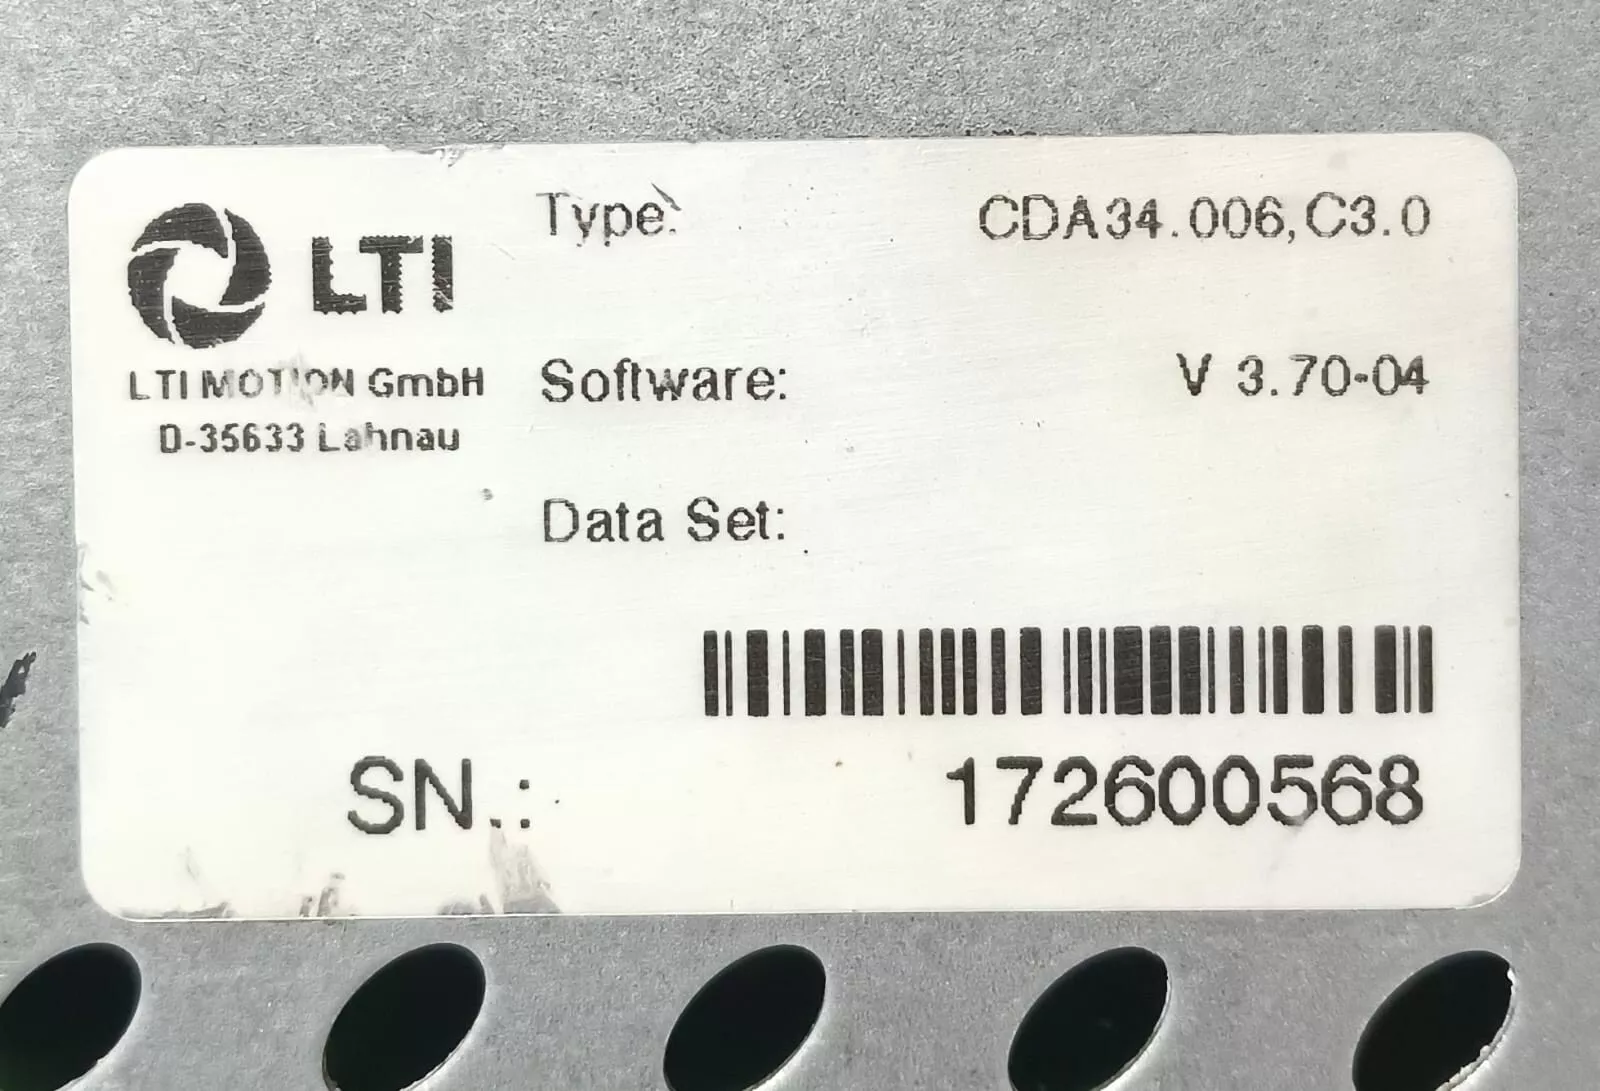 LTI
LTI MOTION GmbH
D-35633 Lahnau
Type: CDA34.006,C3.0
Software: V 3.70-04
Data Set:
SN.: 172600568